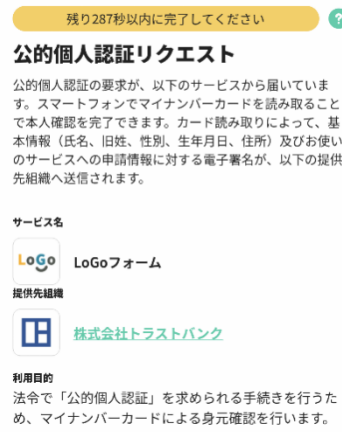 残り287秒以内に完了してください
?
公的個人認証リクエスト
公的個人認証の要求が、以下のサービスから届いていま
す。スマートフォンでマイナンバーカードを読み取ること
で本人確認を完了できます。カード読み取りによって、基
本情報（氏名、旧姓、性別、生年月日、住所）及びお使い
のサービスへの申請情報に対する電子署名が、以下の提供
先組織へ送信されます。
サービス名
LoGo
LoGoフォーム
提供先組織
株式会社トラストバンク
利用目的
法令で「公的個人認証」を求められる手続きを行うた
め、マイナンバーカードによる身元確認を行います。